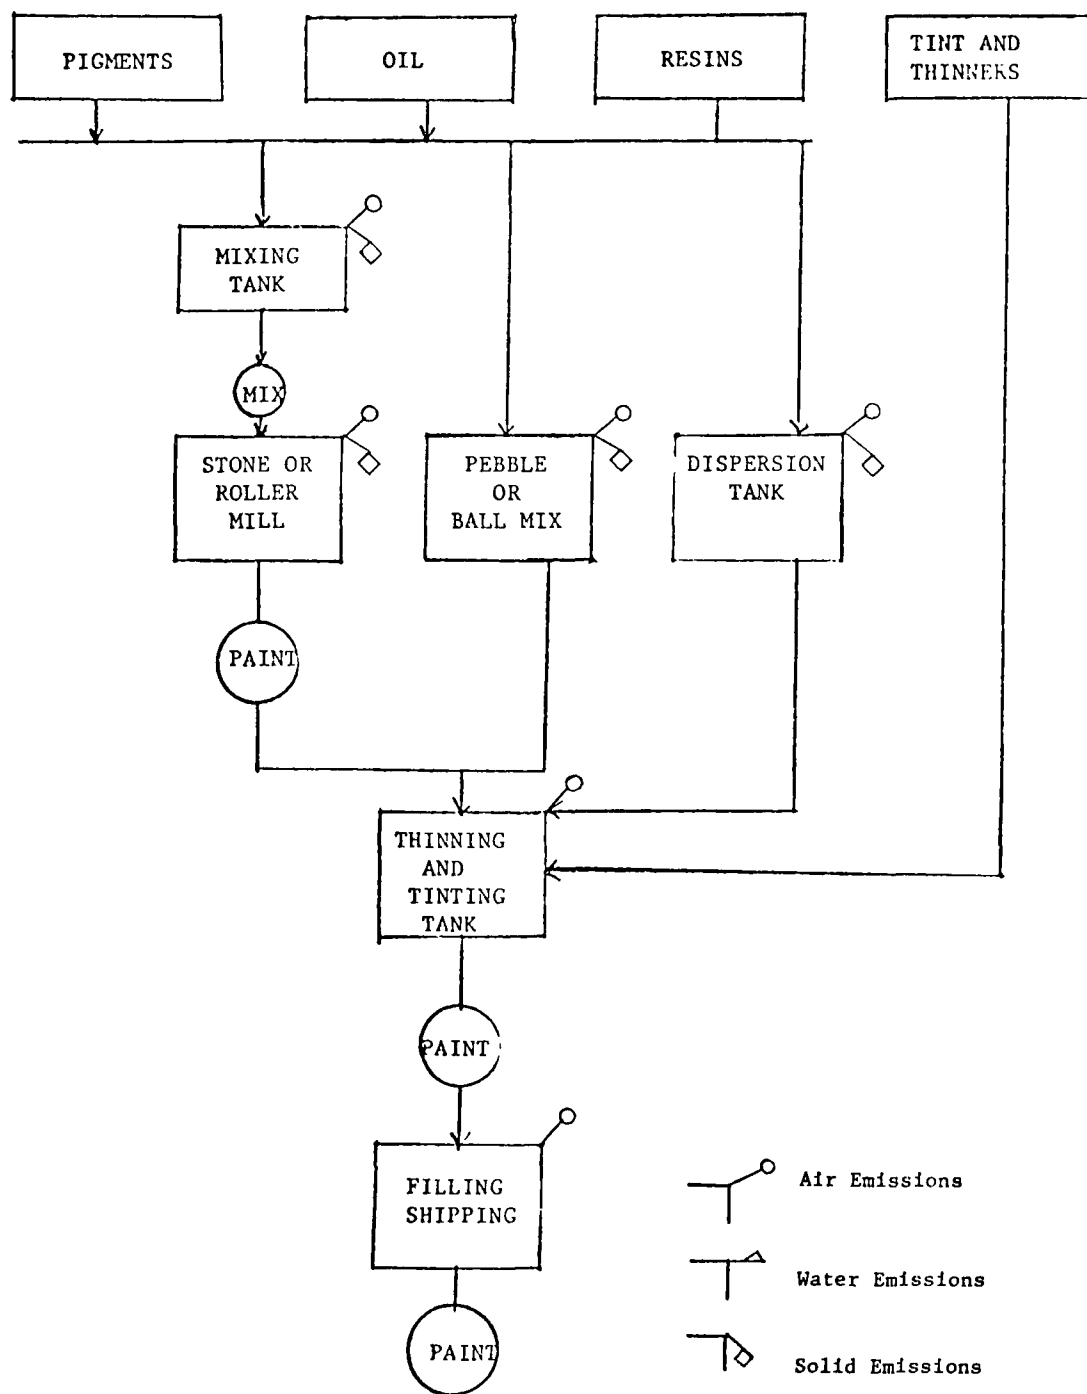 PIGMENTS
OIL
RESINS
TINT AND
THINNERS
MIXING
TANK
MIX
STONE OR
ROLLER
MILL
PEBBLE
OR
BALL MIX
DISPERSION
TANK
PAINT
THINNING
AND
TINTING
TANK
PAINT
FILLING
SHIPPING
PAINT
Air Emissions
Water Emissions
Solid Emissions